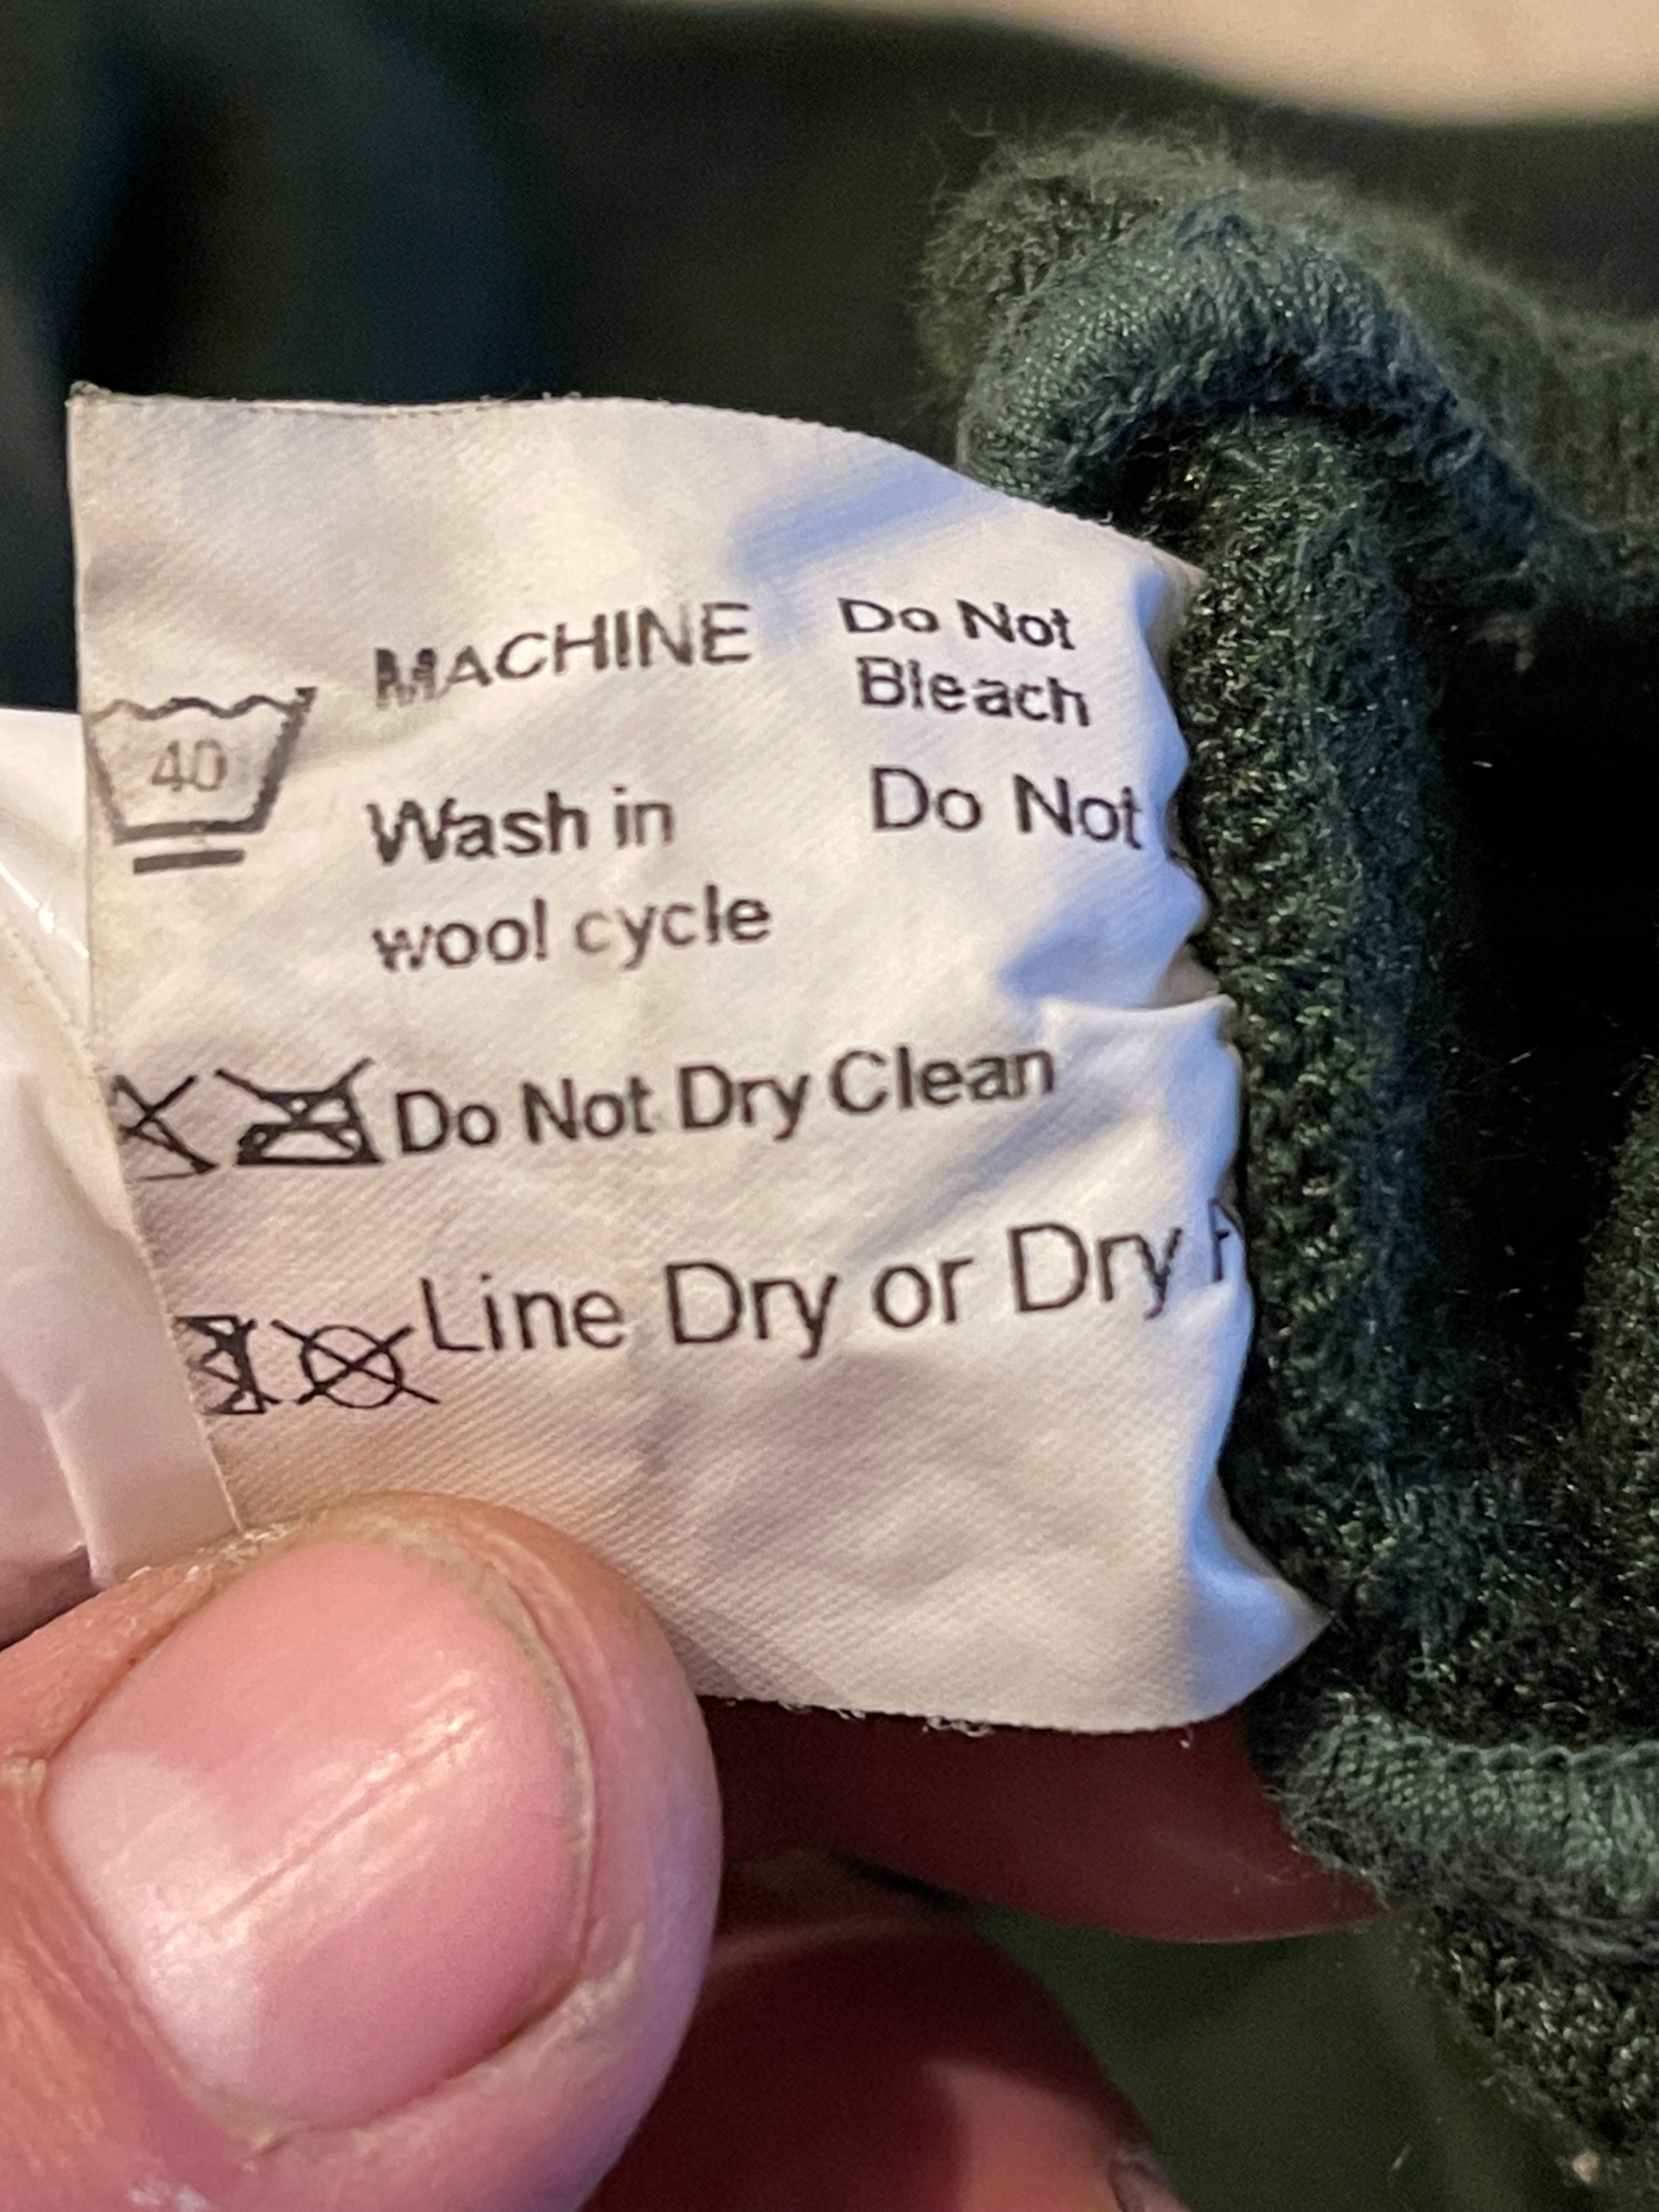 MACHINE
Do Not
Bleach
40
Wash in
wool cycle
Do Not
Do Not Dry Clean
Line Dry or Dry